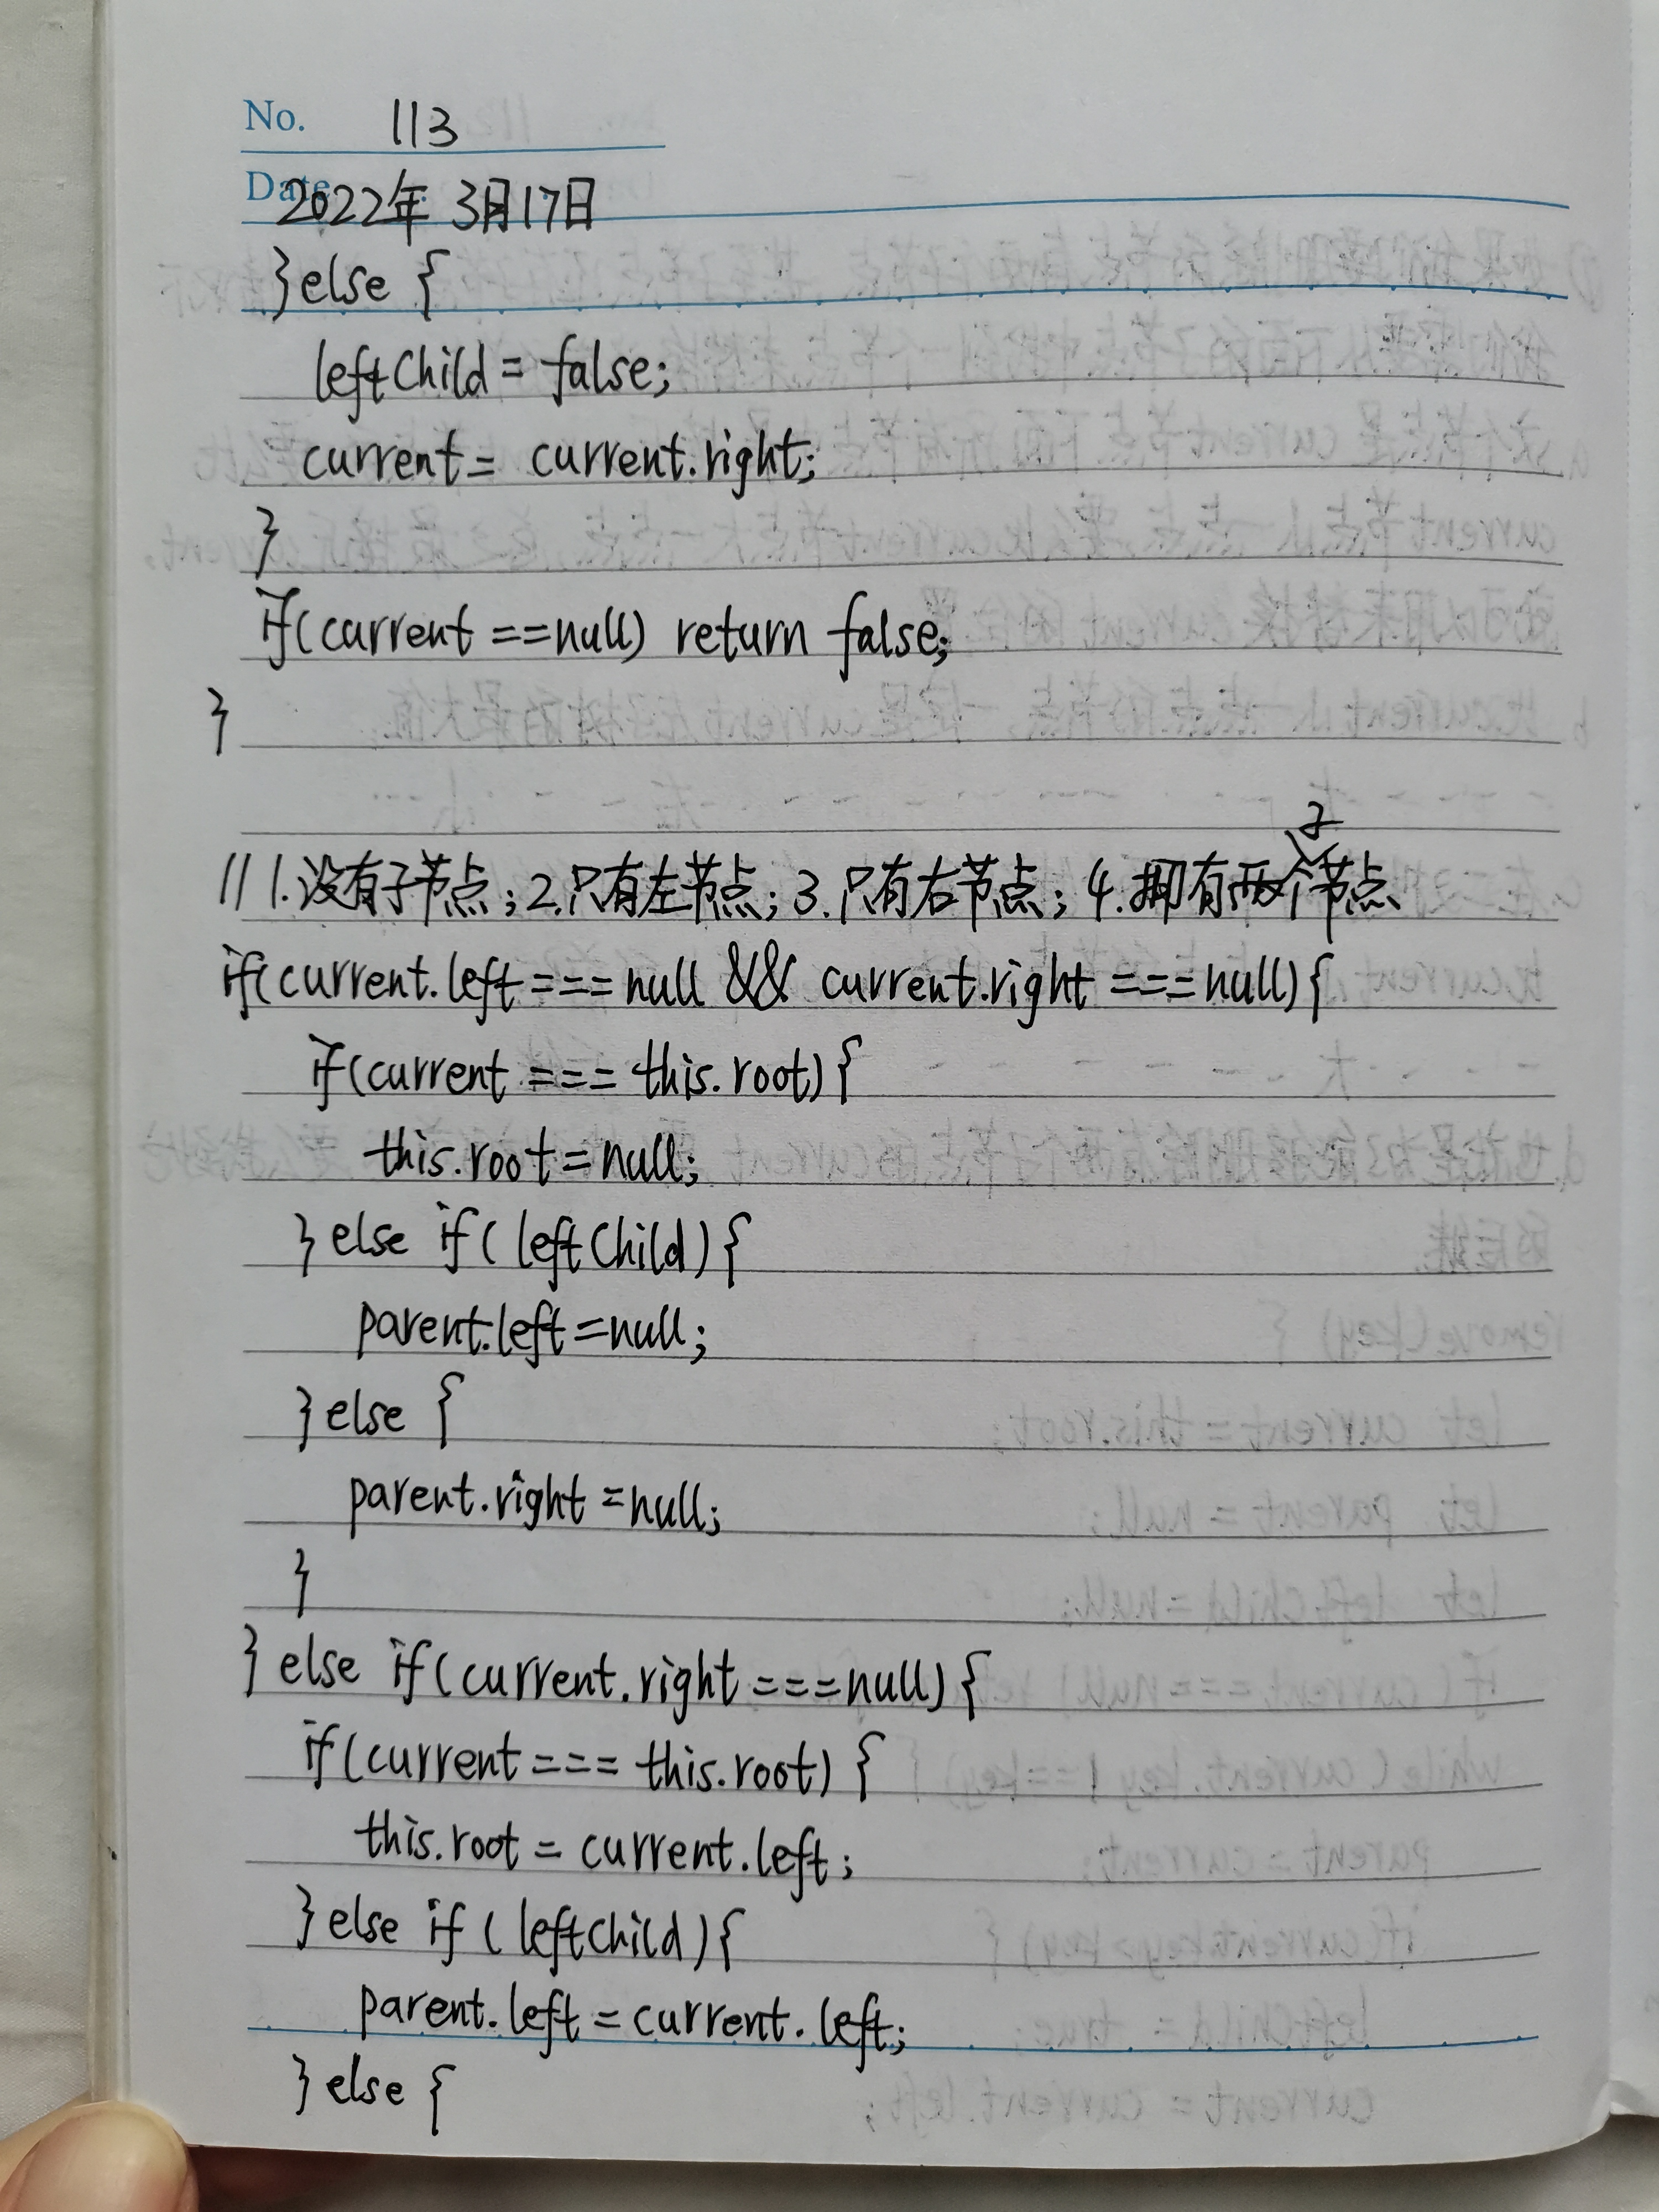 No. 113
Date 2022年 3月17日
}else {
leftChild = false;
current = current.right;
}
if(current ==null) return false;
}
// 1.没有子节点;2.只有左节点;3.只有右节点;4.拥有两个子节点
if(current.left === null && current.right === null){
if(current === this.root){
this.root = null;
} else if( leftChild){
parent.left = null;
} else {
parent.right = null;
}
} else if(current.right === null){
if(current === this.root) {
this.root = current.left;
} else if ( leftChild){
parent.left = current.left;
} else {